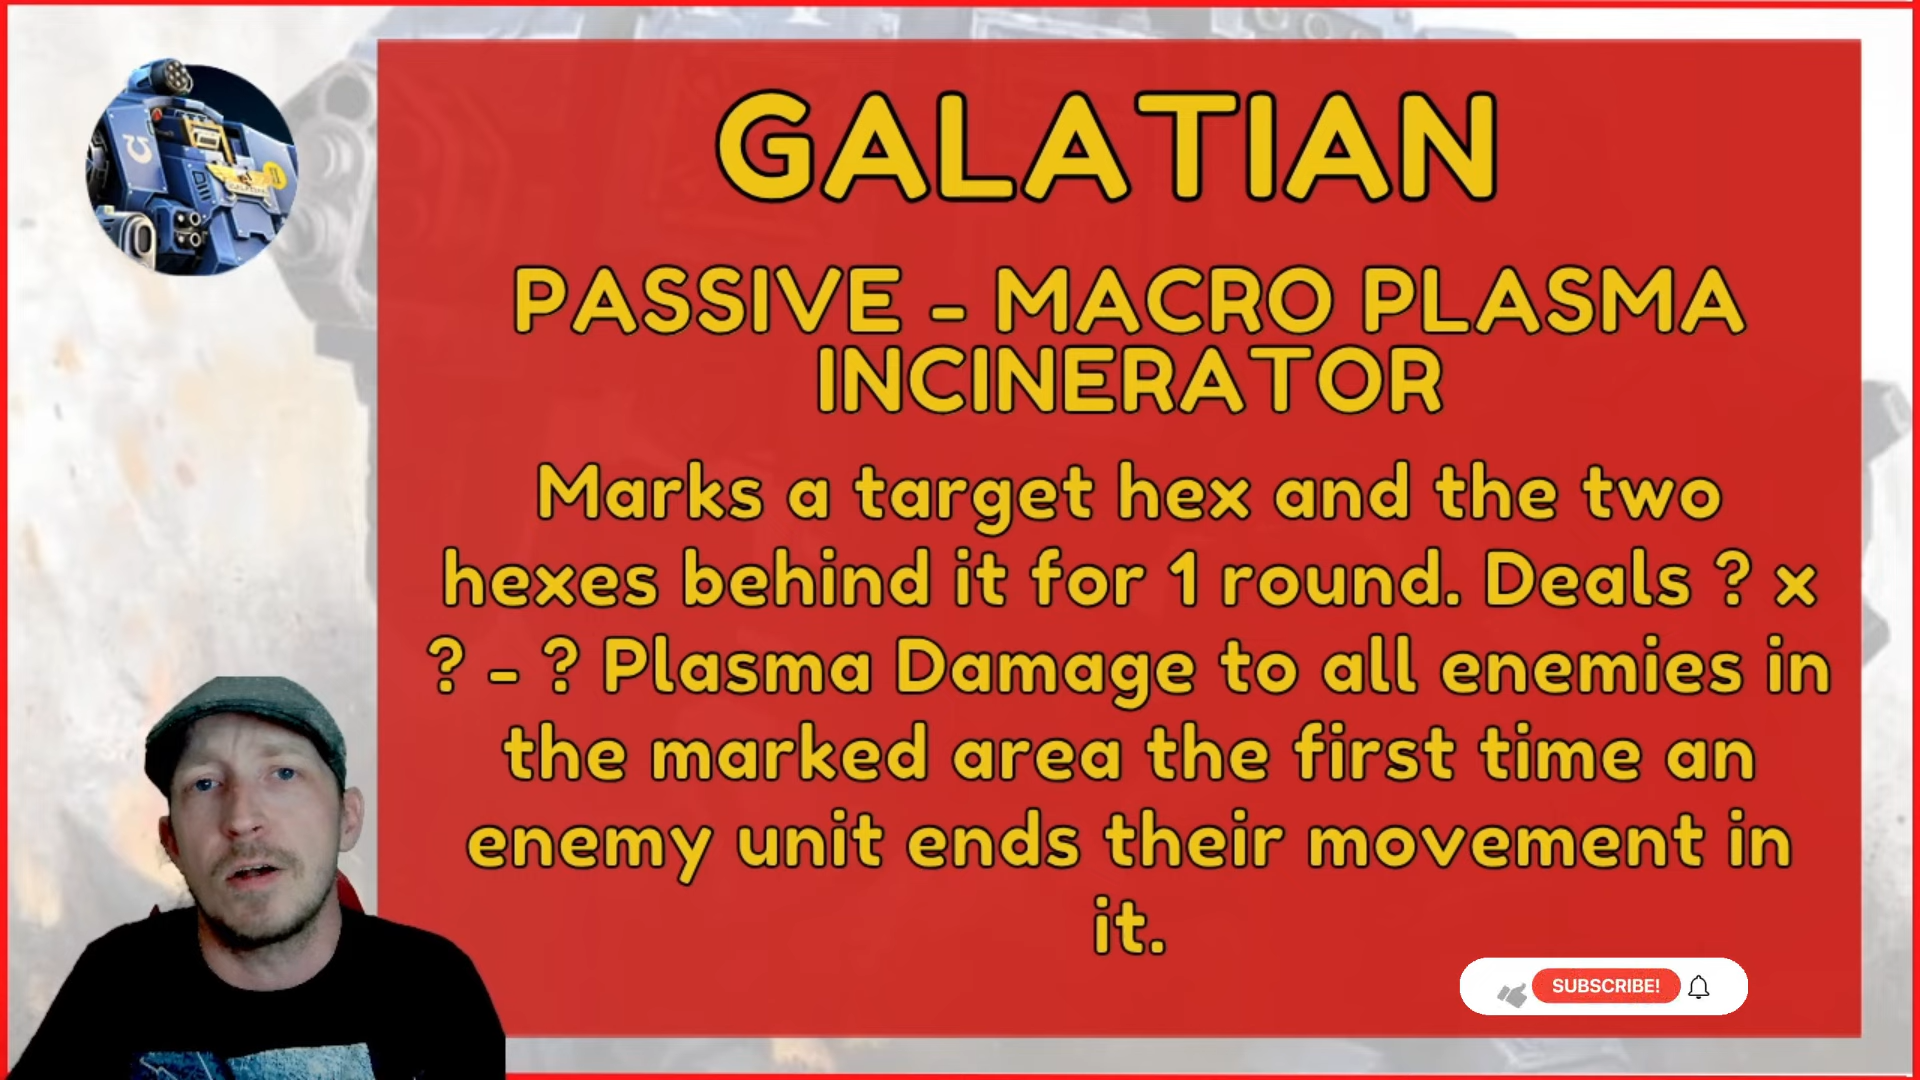 GALATIAN
PASSIVE - MACRO PLASMA
INCINERATOR
Marks a target hex and the two
hexes behind it for 1 round. Deals ? x
? - ? Plasma Damage to all enemies in
the marked area the first time an
enemy unit ends their movement in
it.
SUBSCRIBE!